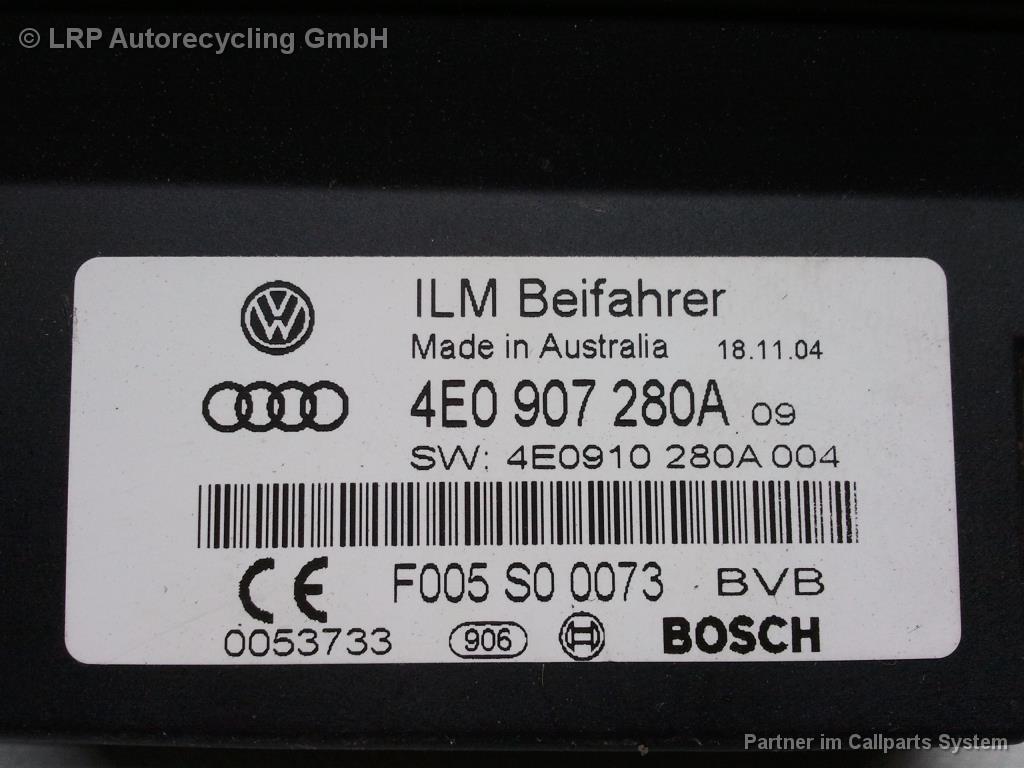 © LRP Autorecycling GmbH
ILM Beifahrer
Made in Australia 18.11.04
4E0 907 280A 09
SW: 4E0910 280A 004
CE F005 S0 0073 BVB
0053733 906 BOSCH
Partner im Callparts System